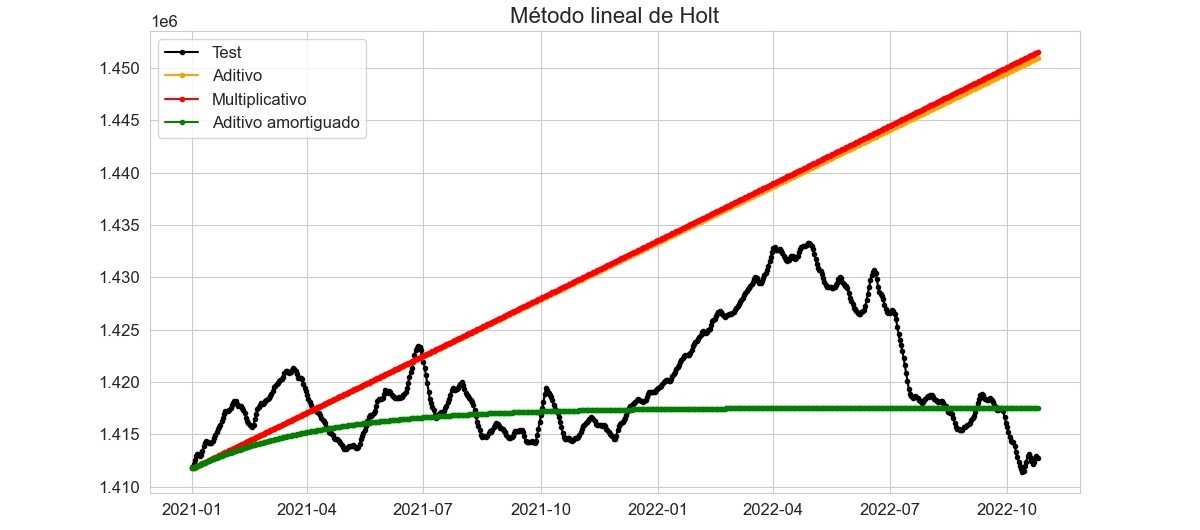 Método lineal de Holt
1e6
Test
Aditivo
Multiplicativo
Aditivo amortiguado
1.450
1.445
1.440
1.435
1.430
1.425
1.420
1.415
1.410
2021-01
2021-04
2021-07
2021-10
2022-01
2022-04
2022-07
2022-10